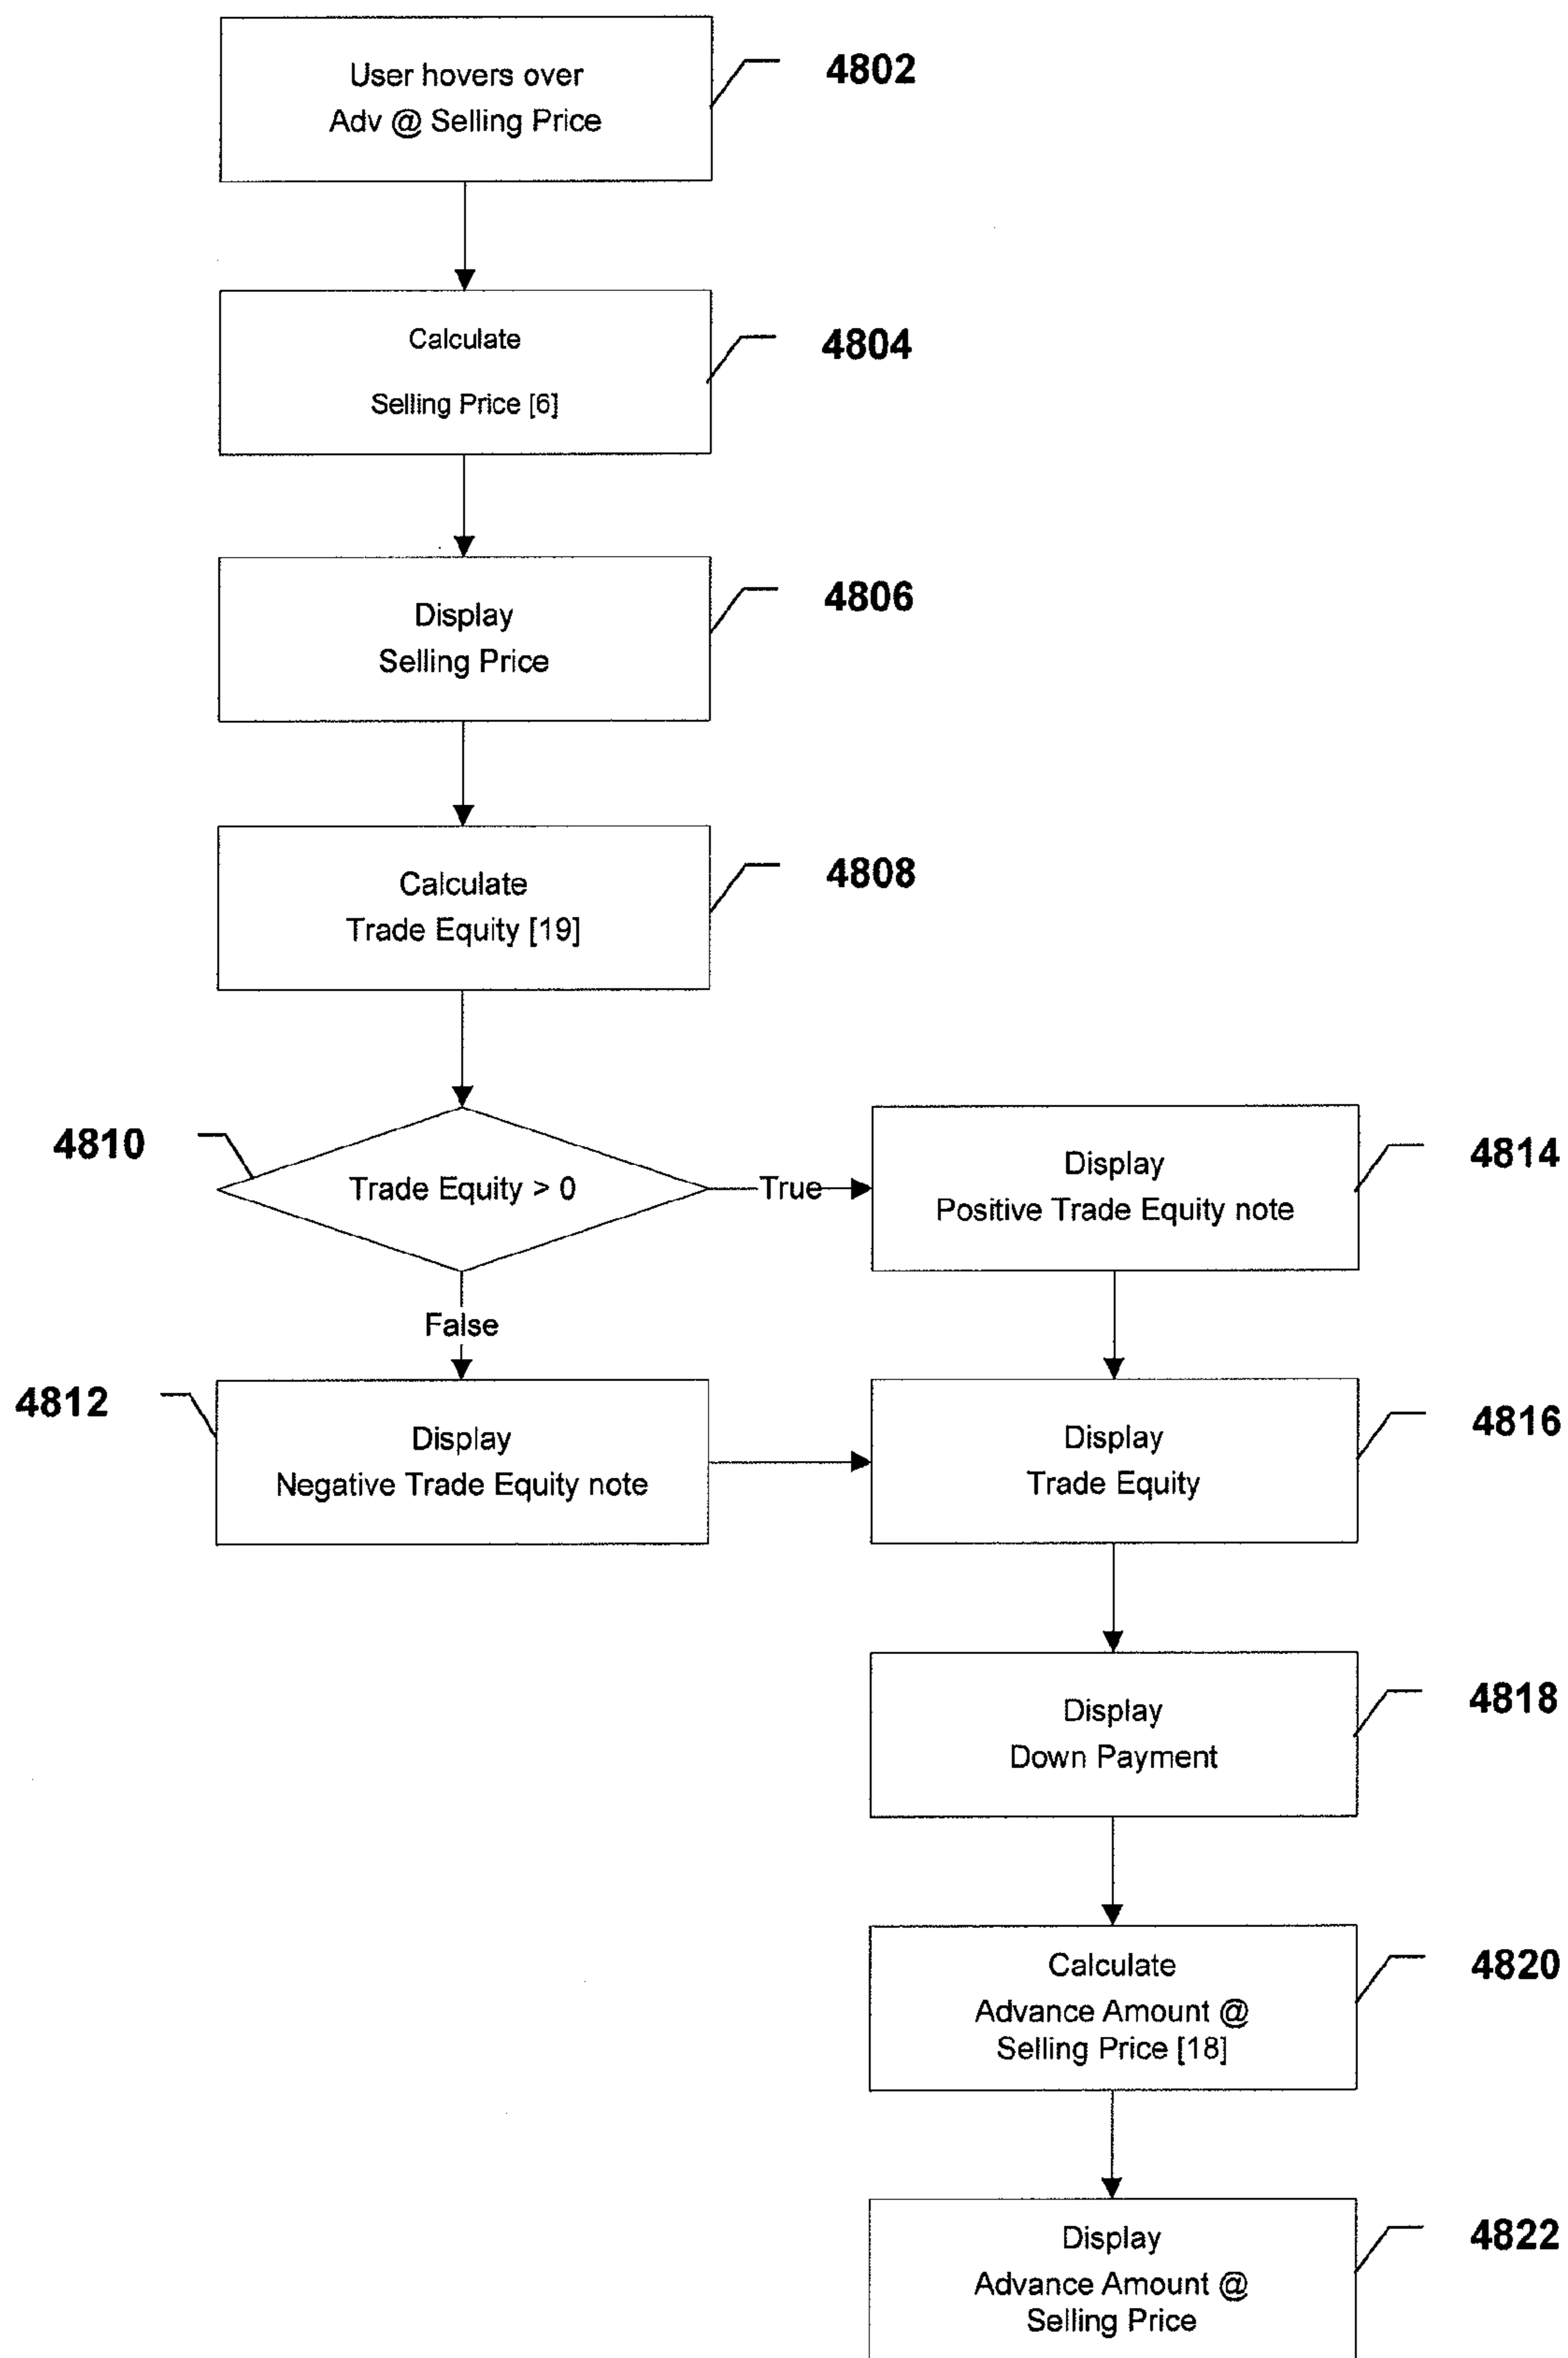 User hovers over
Adv @ Selling Price
4802
Calculate
Selling Price [6]
4804
Display
Selling Price
4806
Calculate
Trade Equity [19]
4808
4810
Trade Equity > 0
True
Display
Positive Trade Equity note
4814
False
4812
Display
Negative Trade Equity note
Display
Trade Equity
4816
Display
Down Payment
4818
Calculate
Advance Amount @
Selling Price [18]
4820
Display
Advance Amount @
Selling Price
4822